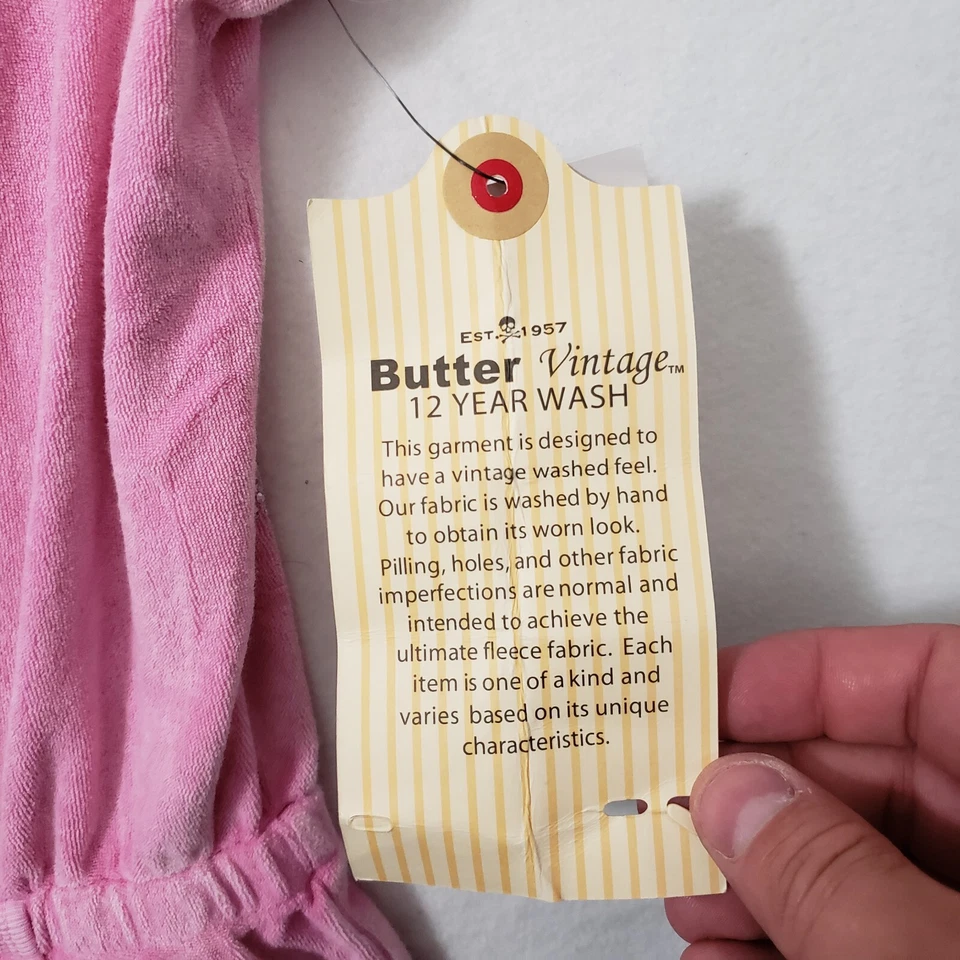 EST. 1957
Butter Vintage™
12 YEAR WASH
This garment is designed to
have a vintage washed feel.
Our fabric is washed by hand
to obtain its worn look.
Pilling, holes, and other fabric
imperfections are normal and
intended to achieve the
ultimate fleece fabric. Each
item is one of a kind and
varies based on its unique
characteristics.